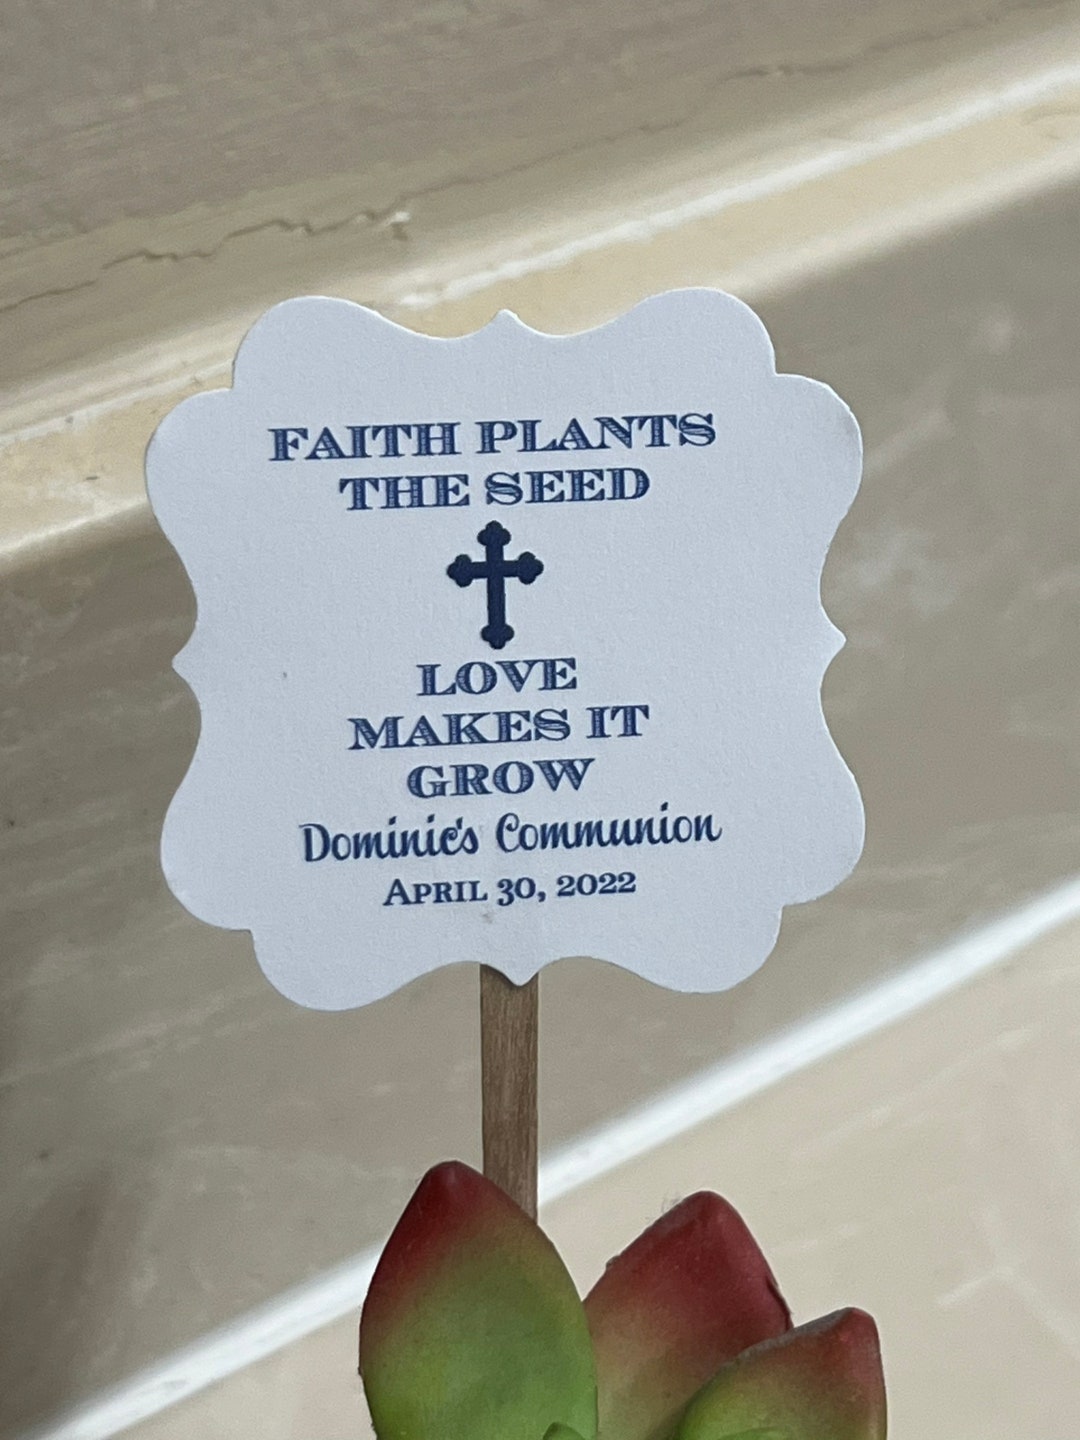 FAITH PLANTS
THE SEED
LOVE
MAKES IT
GROW
Dominic's Communion
APRIL 30, 2022